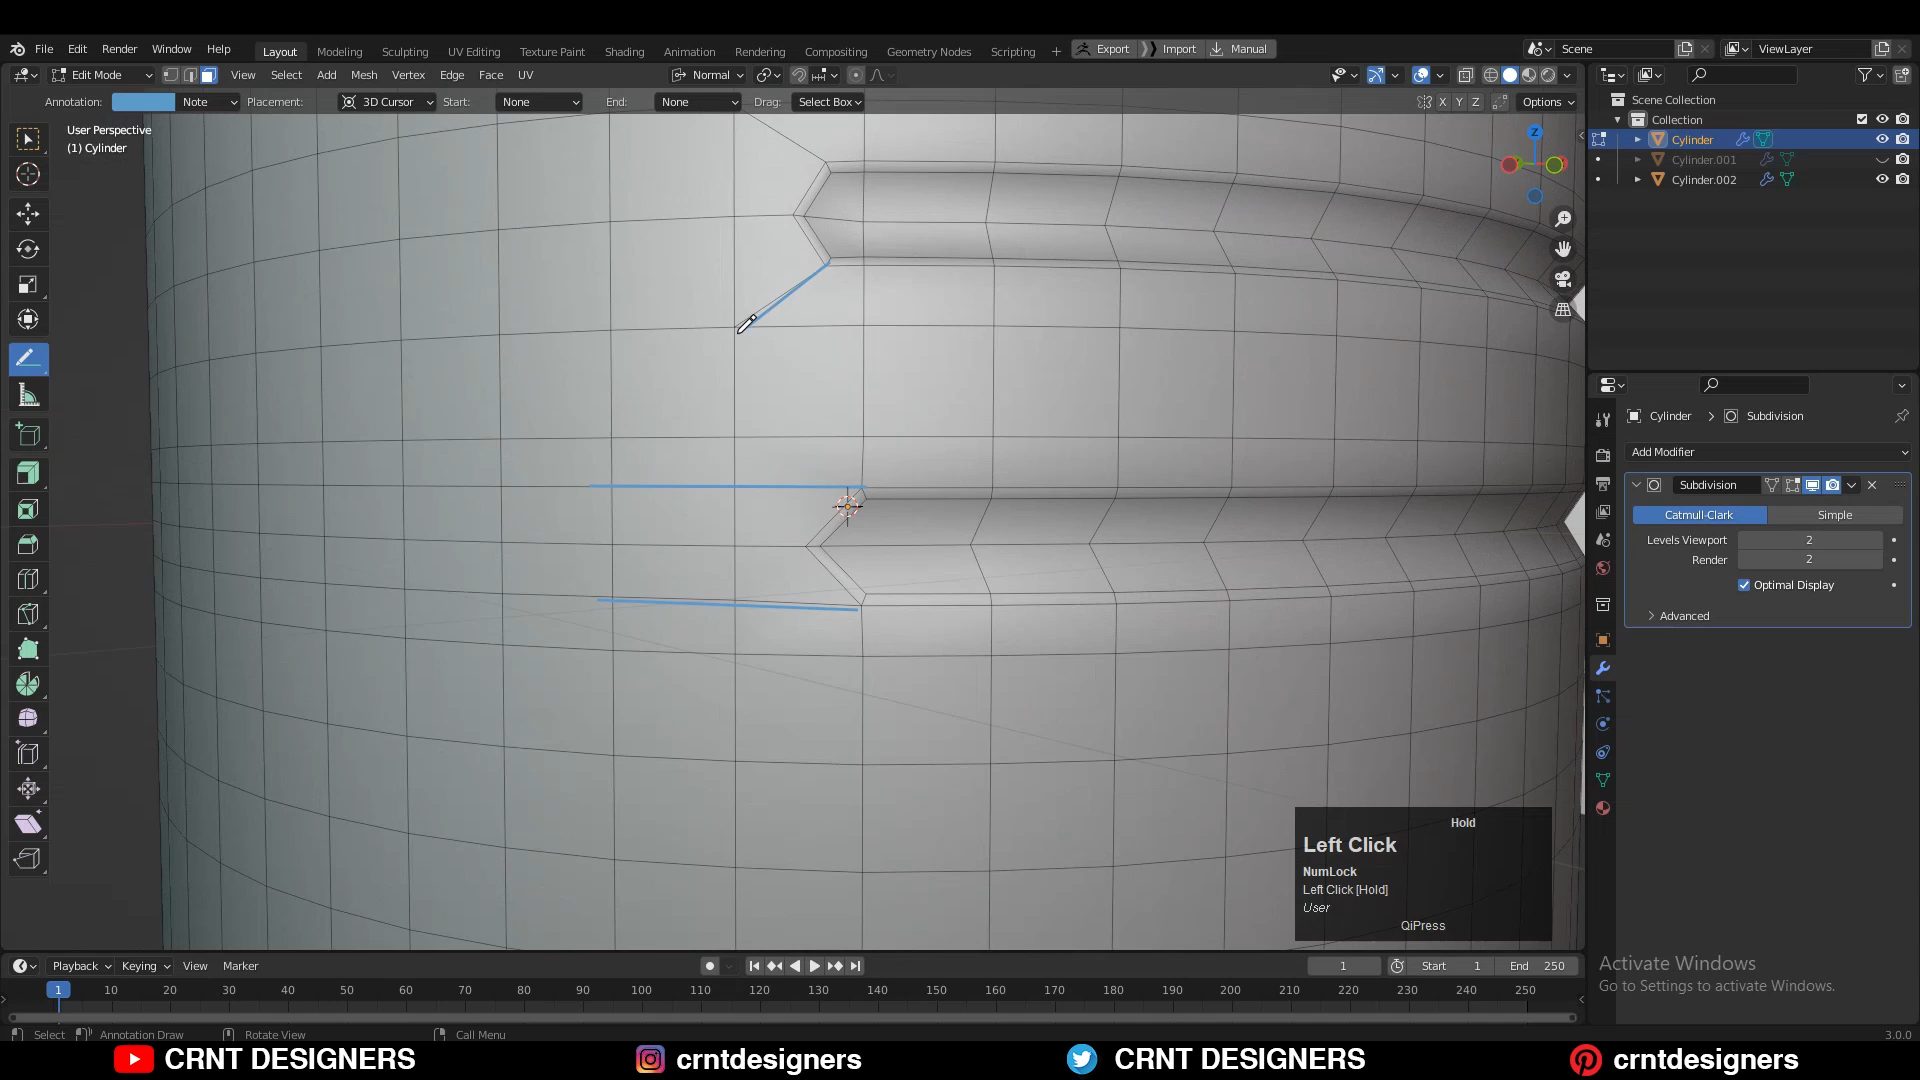 File Edit Render Window Help Layout Modeling Sculpting UV Editing Texture Paint Shading Animation Rendering Compositing Geometry Nodes Scripting + Export Import Manual Scene ViewLayer
Edit Mode View Select Add Mesh Vertex Edge Face UV Normal
Annotation: Note Placement: 3D Cursor Start: None End: None Drag: Select Box X Y Z Options
User Perspective
(1) Cylinder
Z
Scene Collection
Collection
Cylinder
Cylinder.001
Cylinder.002
Cylinder > Subdivision
Add Modifier
Subdivision
Catmull-Clark Simple
Levels Viewport 2
Render 2
Optimal Display
Advanced
Hold
Left Click
NumLock
Left Click [Hold]
User
QiPress
Activate Windows
Go to Settings to activate Windows.
Playback Keying View Marker 1 Start 1 End 250
1 10 20 30 40 50 60 70 80 90 100 110 120 130 140 150 160 170 180 190 200 210 220 230 240 250
Select Annotation Draw Rotate View Call Menu 3.0.0
CRNT DESIGNERS crntdesigners CRNT DESIGNERS crntdesigners